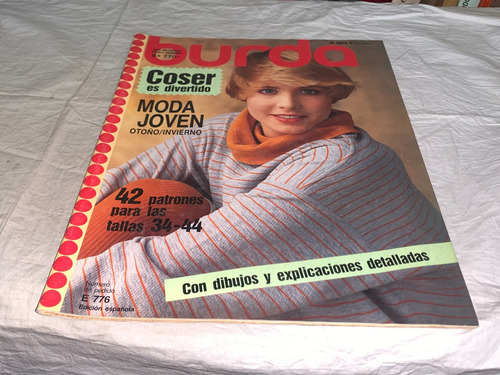 burda
Coser
es divertido
MODA
JOVEN
OTOÑO/INVIERNO
42 patrones
para las
tallas 34-44
Con dibujos y explicaciones detalladas
Número
de pedido
E 776
Edición española